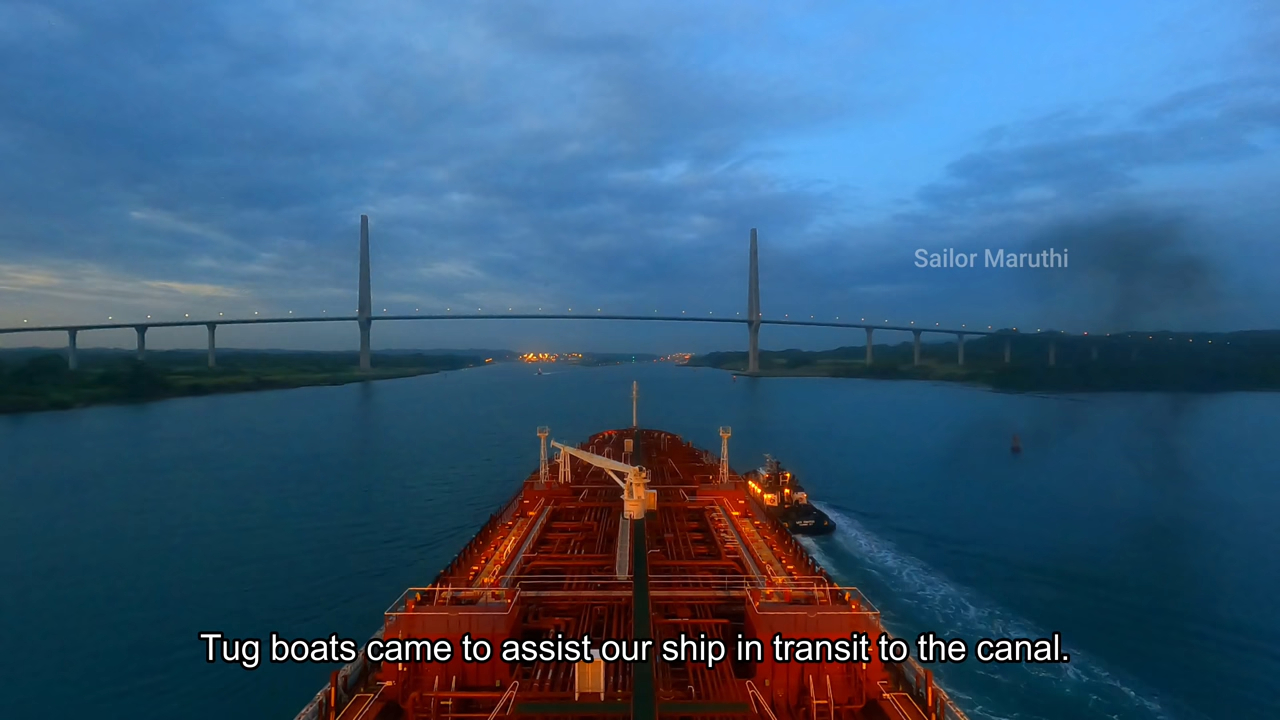 Sailor Maruthi
Tug boats came to assist our ship in transit to the canal.